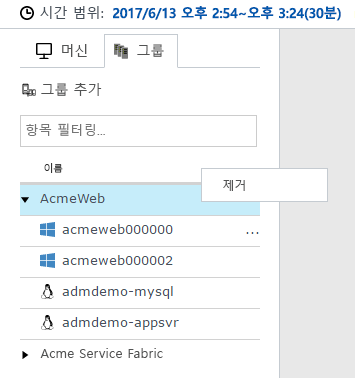 시간 범위: 2017/6/13 오후 2:54~오후 3:24(30분)
머신 그룹
그룹 추가
항목 필터링...
이름
제거
AcmeWeb
acmeweb000000 ...
acmeweb000002
admdemo-mysql
admdemo-appsvr
Acme Service Fabric